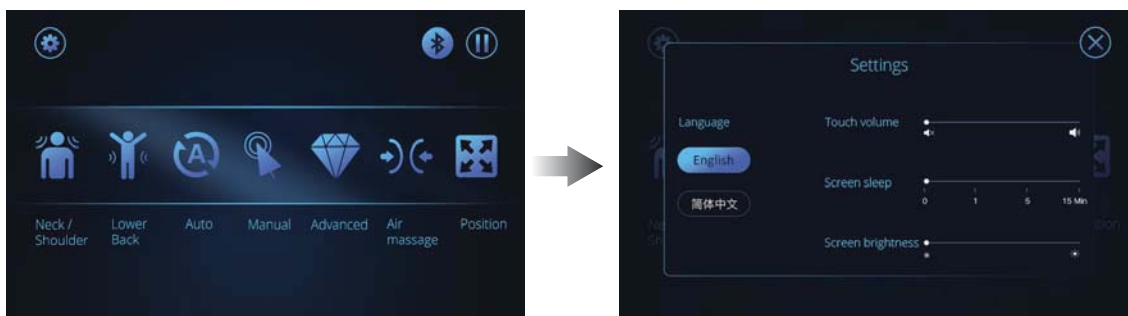 A
Neck /
Shoulder
Lower
Back
Auto
Manual
Advanced
Air
massage
Position
Settings
Language
English
简体中文
Touch volume
Screen sleep
0 1 5 15 Min
Screen brightness